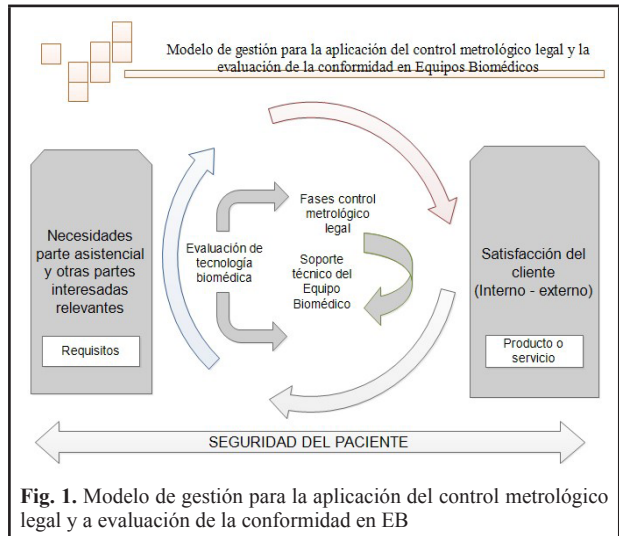 Modelo de gestión para la aplicación del control metrológico legal y la
evaluación de la conformidad en Equipos Biomédicos
Necesidades
parte asistencial
y otras partes
interesadas
relevantes
Requisitos
Evaluación de
tecnología
biomédica
Fases control
metrológico
legal
Soporte
técnico del
Equipo
Biomédico
Satisfacción del
cliente
(Interno - externo)
Producto o
servicio
SEGURIDAD DEL PACIENTE
Fig. 1. Modelo de gestión para la aplicación del control metrológico
legal y a evaluación de la conformidad en EB